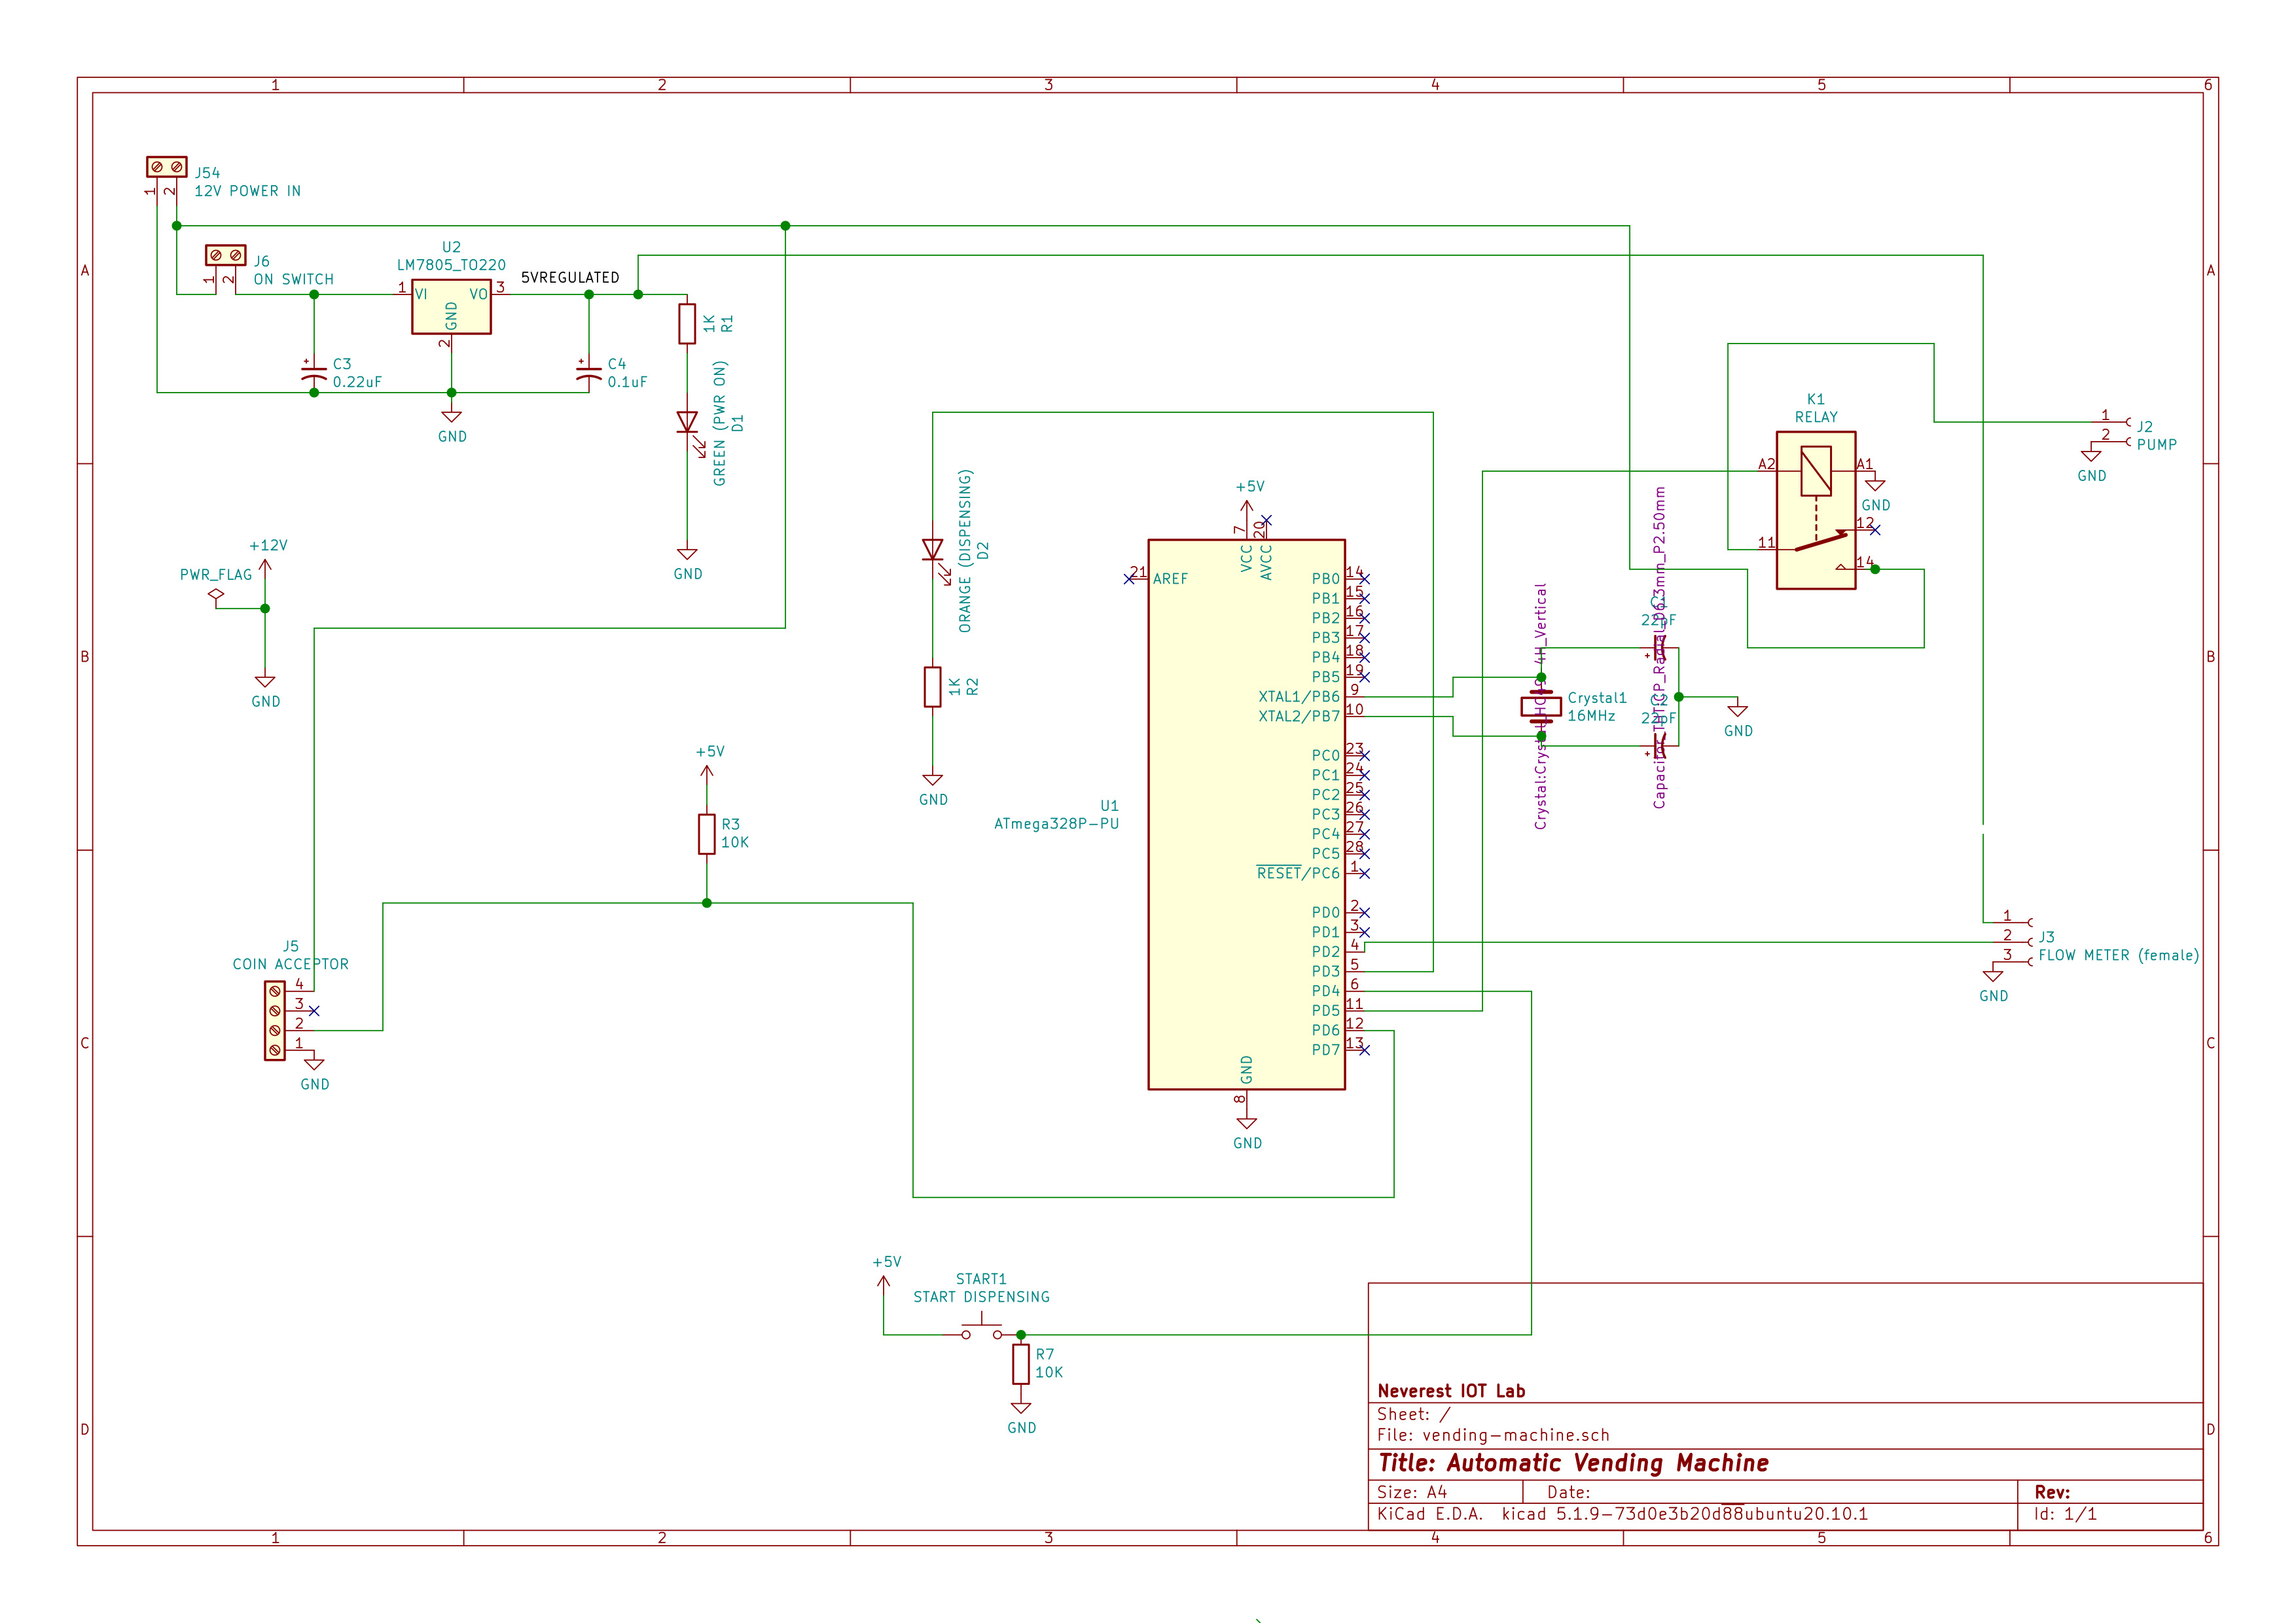 1 2 3 4 5 6
J54
12V POWER IN
1 2
J6
ON SWITCH
1 2
U2
LM7805_TO220
1 VI VO 3
GND
2
5VREGULATED
A A
1K
R1
C3
0.22uF
C4
0.1uF
GND
GREEN (PWR ON)
D1
GND
K1
RELAY
A2 A1
GND
12
11
14
1
2
J2
PUMP
GND
+12V
PWR_FLAG
GND
B B
ORANGE (DISPENSING)
D2
1K
R2
GND
+5V
7 20
VCC AVCC
21 AREF
PB0 14
PB1 15
PB2 16
PB3 17
PB4 18
PB5 19
XTAL1/PB6 9
XTAL2/PB7 10
PC0 23
PC1 24
PC2 25
PC3 26
PC4 27
PC5 28
RESET/PC6 1
PD0 2
PD1 3
PD2 4
PD3 5
PD4 6
PD5 11
PD6 12
PD7 13
GND
8
GND
U1
ATmega328P-PU
Crystal1
16MHz
C1
22pF
C2
22pF
GND
+5V
R3
10K
J5
COIN ACCEPTOR
4
3
2
1
GND
1
2
3
J3
FLOW METER (female)
GND
C C
+5V
START1
START DISPENSING
R7
10K
GND
D D
Neverest IOT Lab
Sheet: /
File: vending-machine.sch
Title: Automatic Vending Machine
Size: A4 Date: Rev:
KiCad E.D.A. kicad 5.1.9-73d0e3b20d88ubuntu20.10.1 Id: 1/1
1 2 3 4 5 6